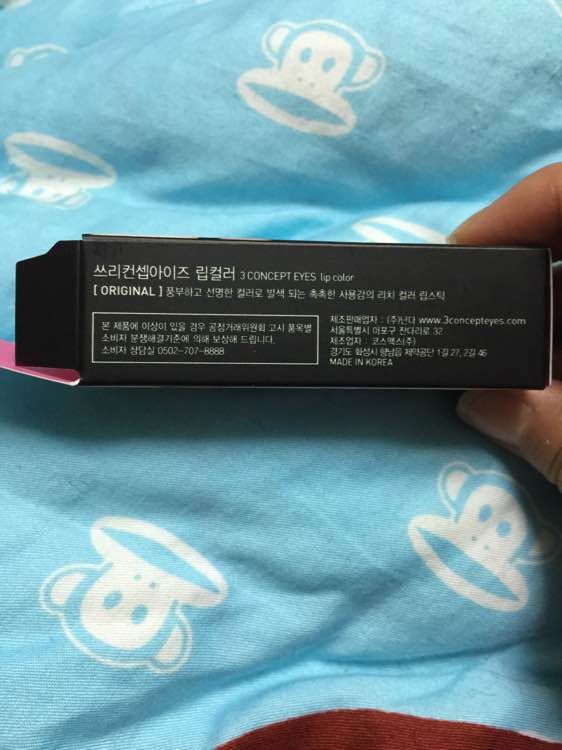 쓰리컨셉아이즈 립컬러 3 CONCEPT EYES lip color
[ ORIGINAL ] 풍부하고 선명한 컬러로 발색 되는 촉촉한 사용감의 리치 컬러 립스틱
본 제품에 이상이 있을 경우 공정거래위원회 고시 품목별
소비자 분쟁해결기준에 의해 보상해 드립니다.
소비자 상담실 0502-707-8888
제조판매업자 : (주)난다 www.3concepteyes.com
서울특별시 마포구 잔다리로 32
제조업자 : 코스맥스(주)
경기도 화성시 향남읍 제약공단 1길 27, 2길 46
MADE IN KOREA